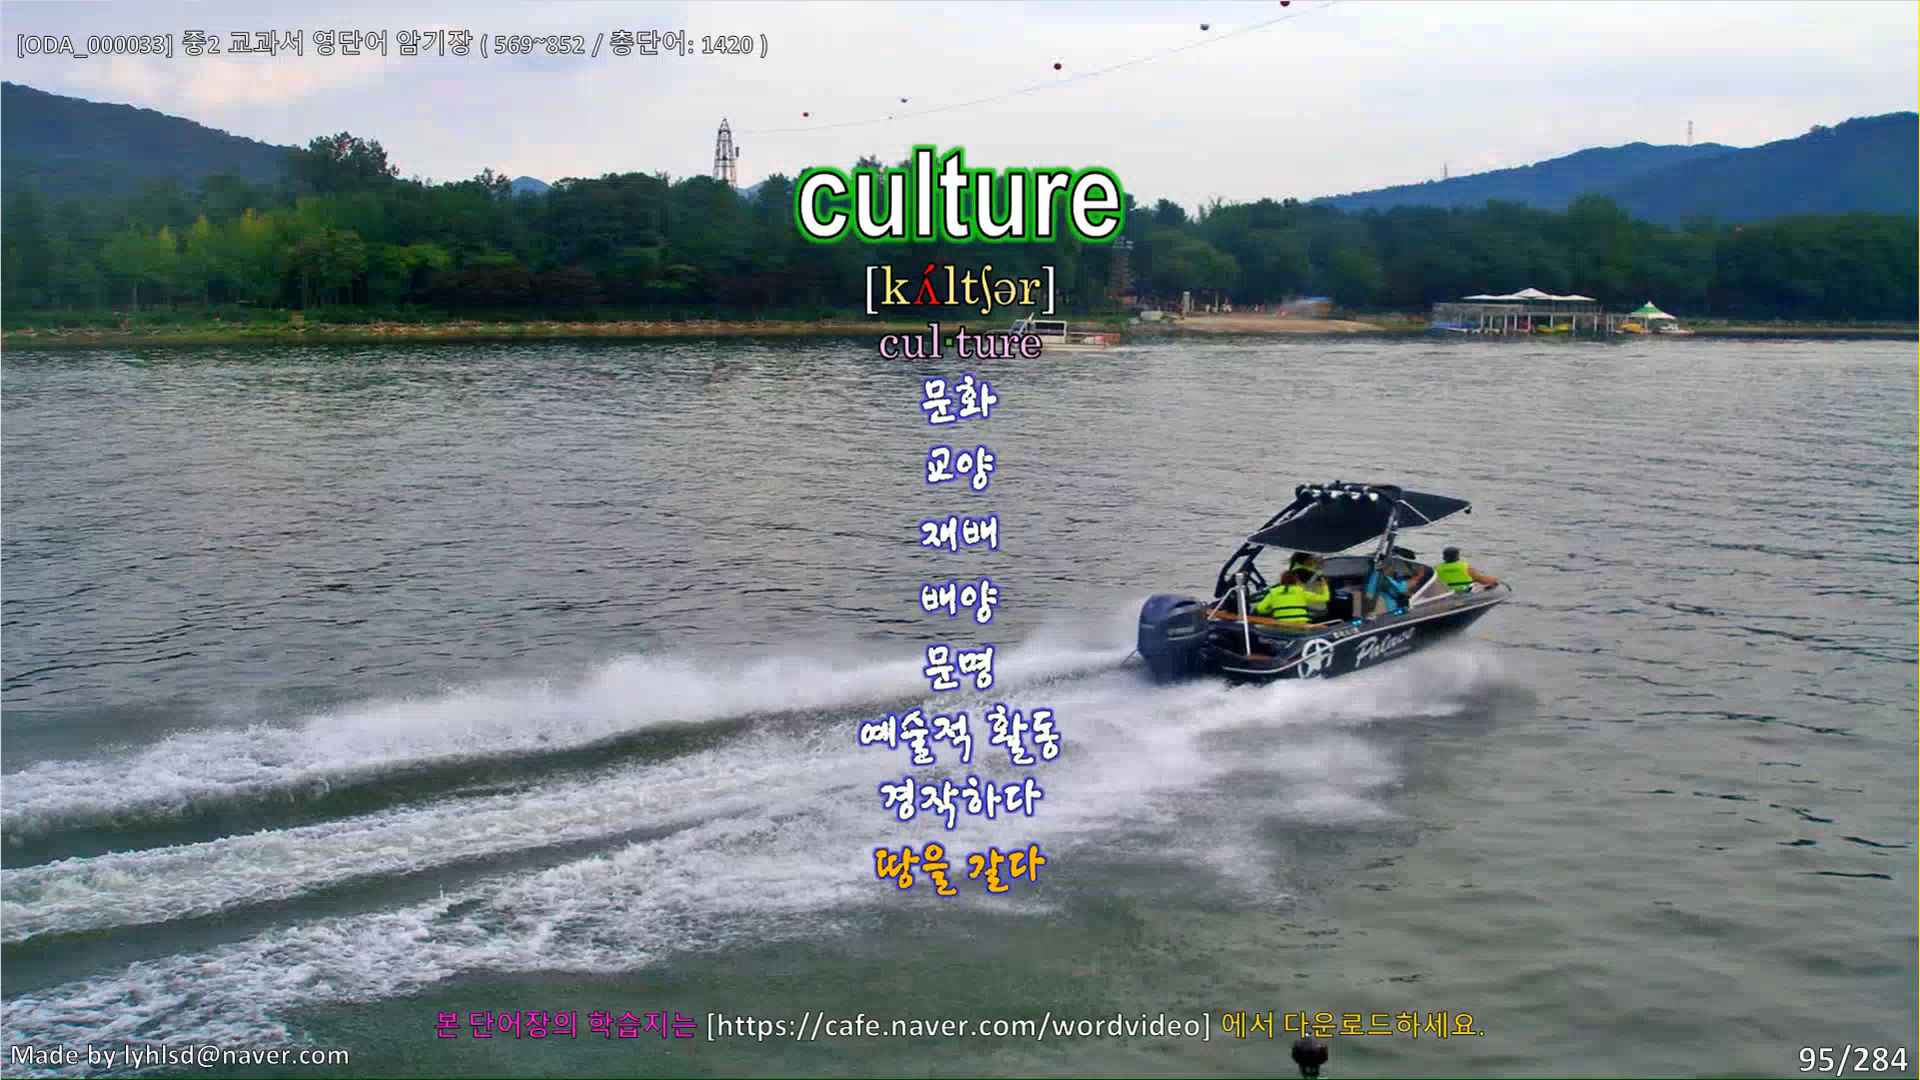 [ODA_000033] 중2 교과서 영단어 암기장 ( 569~852 / 총단어: 1420 )
culture
[kʌ́ltʃər]
cul·ture
문화
교양
재배
배양
문명
예술적 활동
경작하다
땅을 갈다
Palace
본 단어장의 학습지는 [https://cafe.naver.com/wordvideo] 에서 다운로드하세요.
Made by lyhlsd@naver.com
95/284